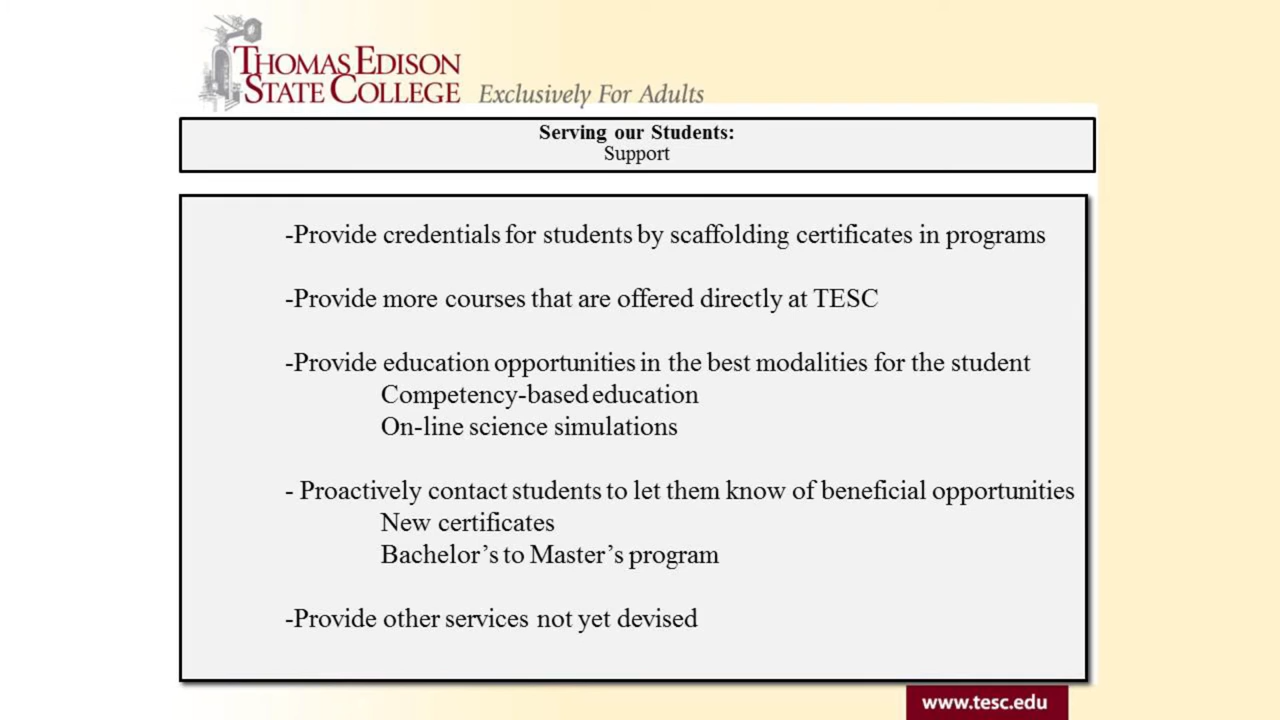 THOMAS EDISON
STATE COLLEGE
Exclusively For Adults
Serving our Students:
Support
-Provide credentials for students by scaffolding certificates in programs
-Provide more courses that are offered directly at TESC
-Provide education opportunities in the best modalities for the student
Competency-based education
On-line science simulations
- Proactively contact students to let them know of beneficial opportunities
New certificates
Bachelor’s to Master’s program
-Provide other services not yet devised
www.tesc.edu